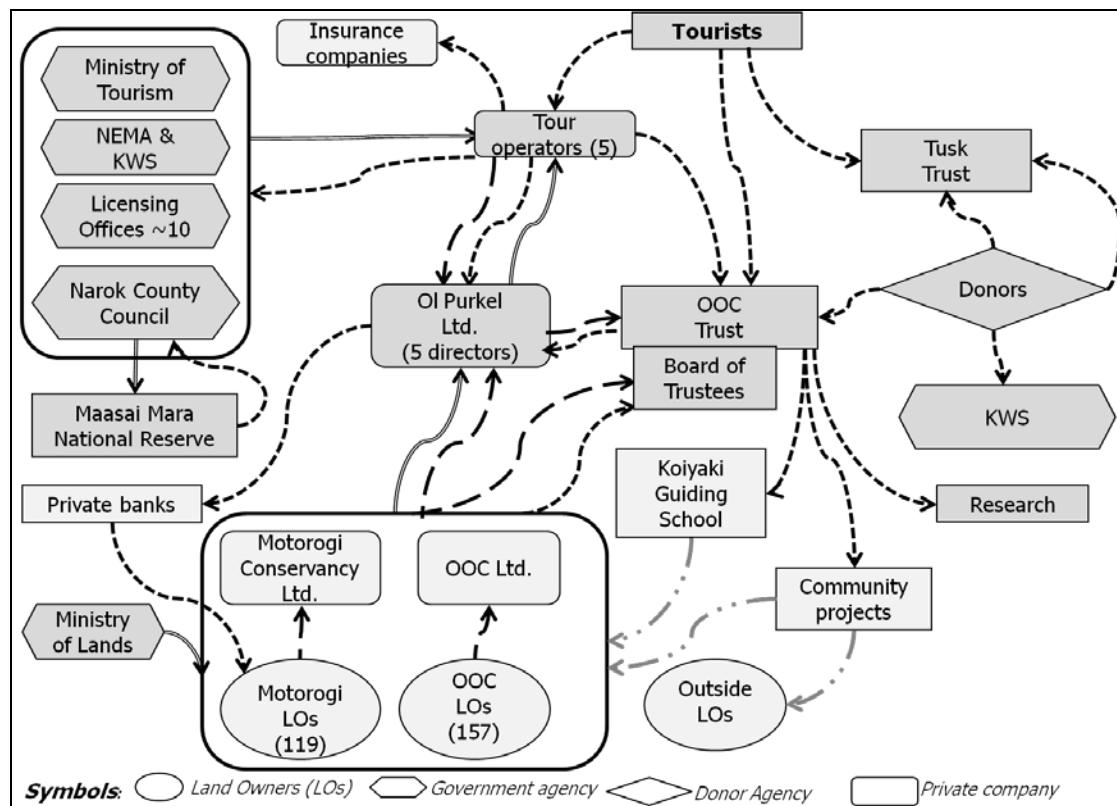 Insurance
companies
Tourists
Ministry of
Tourism
NEMA &
KWS
Licensing
Offices ~10
Narok County
Council
Tour
operators (5)
Tusk
Trust
Ol Purkel
Ltd.
(5 directors)
OOC
Trust
Donors
Board of
Trustees
Maasai Mara
National Reserve
KWS
Koiyaki
Guiding
School
Private banks
Research
Motorogi
Conservancy
Ltd.
OOC Ltd.
Community
projects
Ministry
of Lands
Motorogi
LOs
(119)
OOC
LOs
(157)
Outside
LOs
Symbols: Land Owners (LOs) Government agency Donor Agency Private company